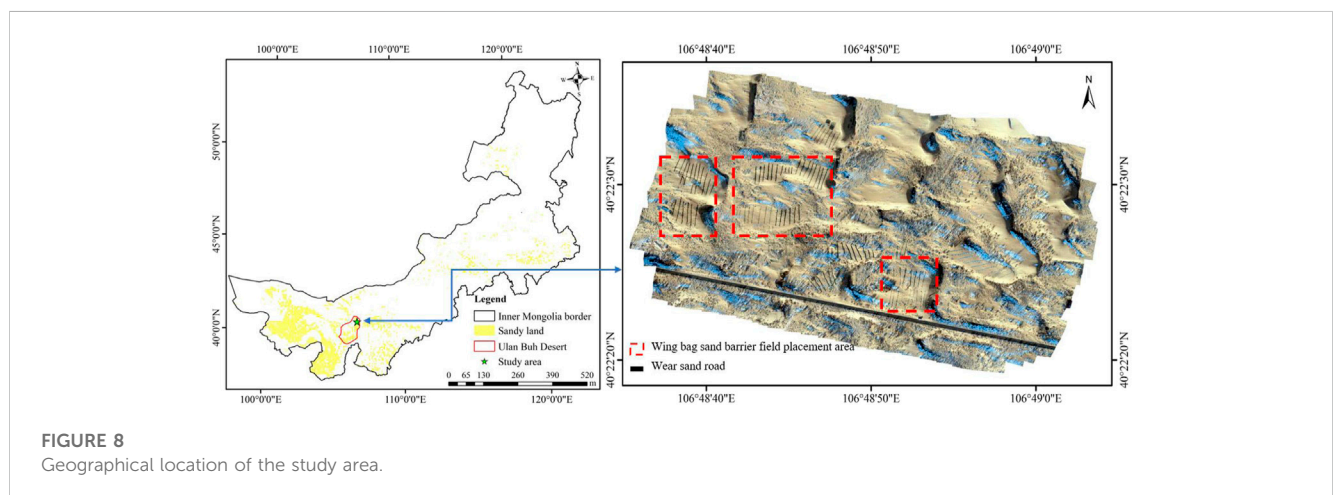 100°0'0"E
110°0'0"E
120°0'0"E
N
W
E
S
50°0'0"N
45°0'0"N
40°0'0"N
Legend
Inner Mongolia border
Sandy land
Ulan Buh Desert
Study area
0 65 130 260 390 520
m
100°0'0"E
110°0'0"E
120°0'0"E
106°48'40"E
106°48'50"E
106°49'0"E
N
40°22'30"N
40°22'30"N
40°22'20"N
40°22'20"N
Wing bag sand barrier field placement area
Wear sand road
106°48'40"E
106°48'50"E
106°49'0"E
FIGURE 8
Geographical location of the study area.